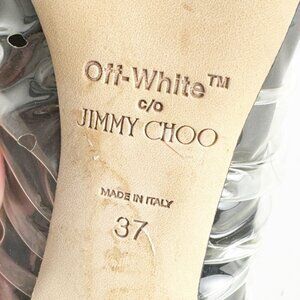 Off-White™
c/o
JIMMY CHOO
MADE IN ITALY
37